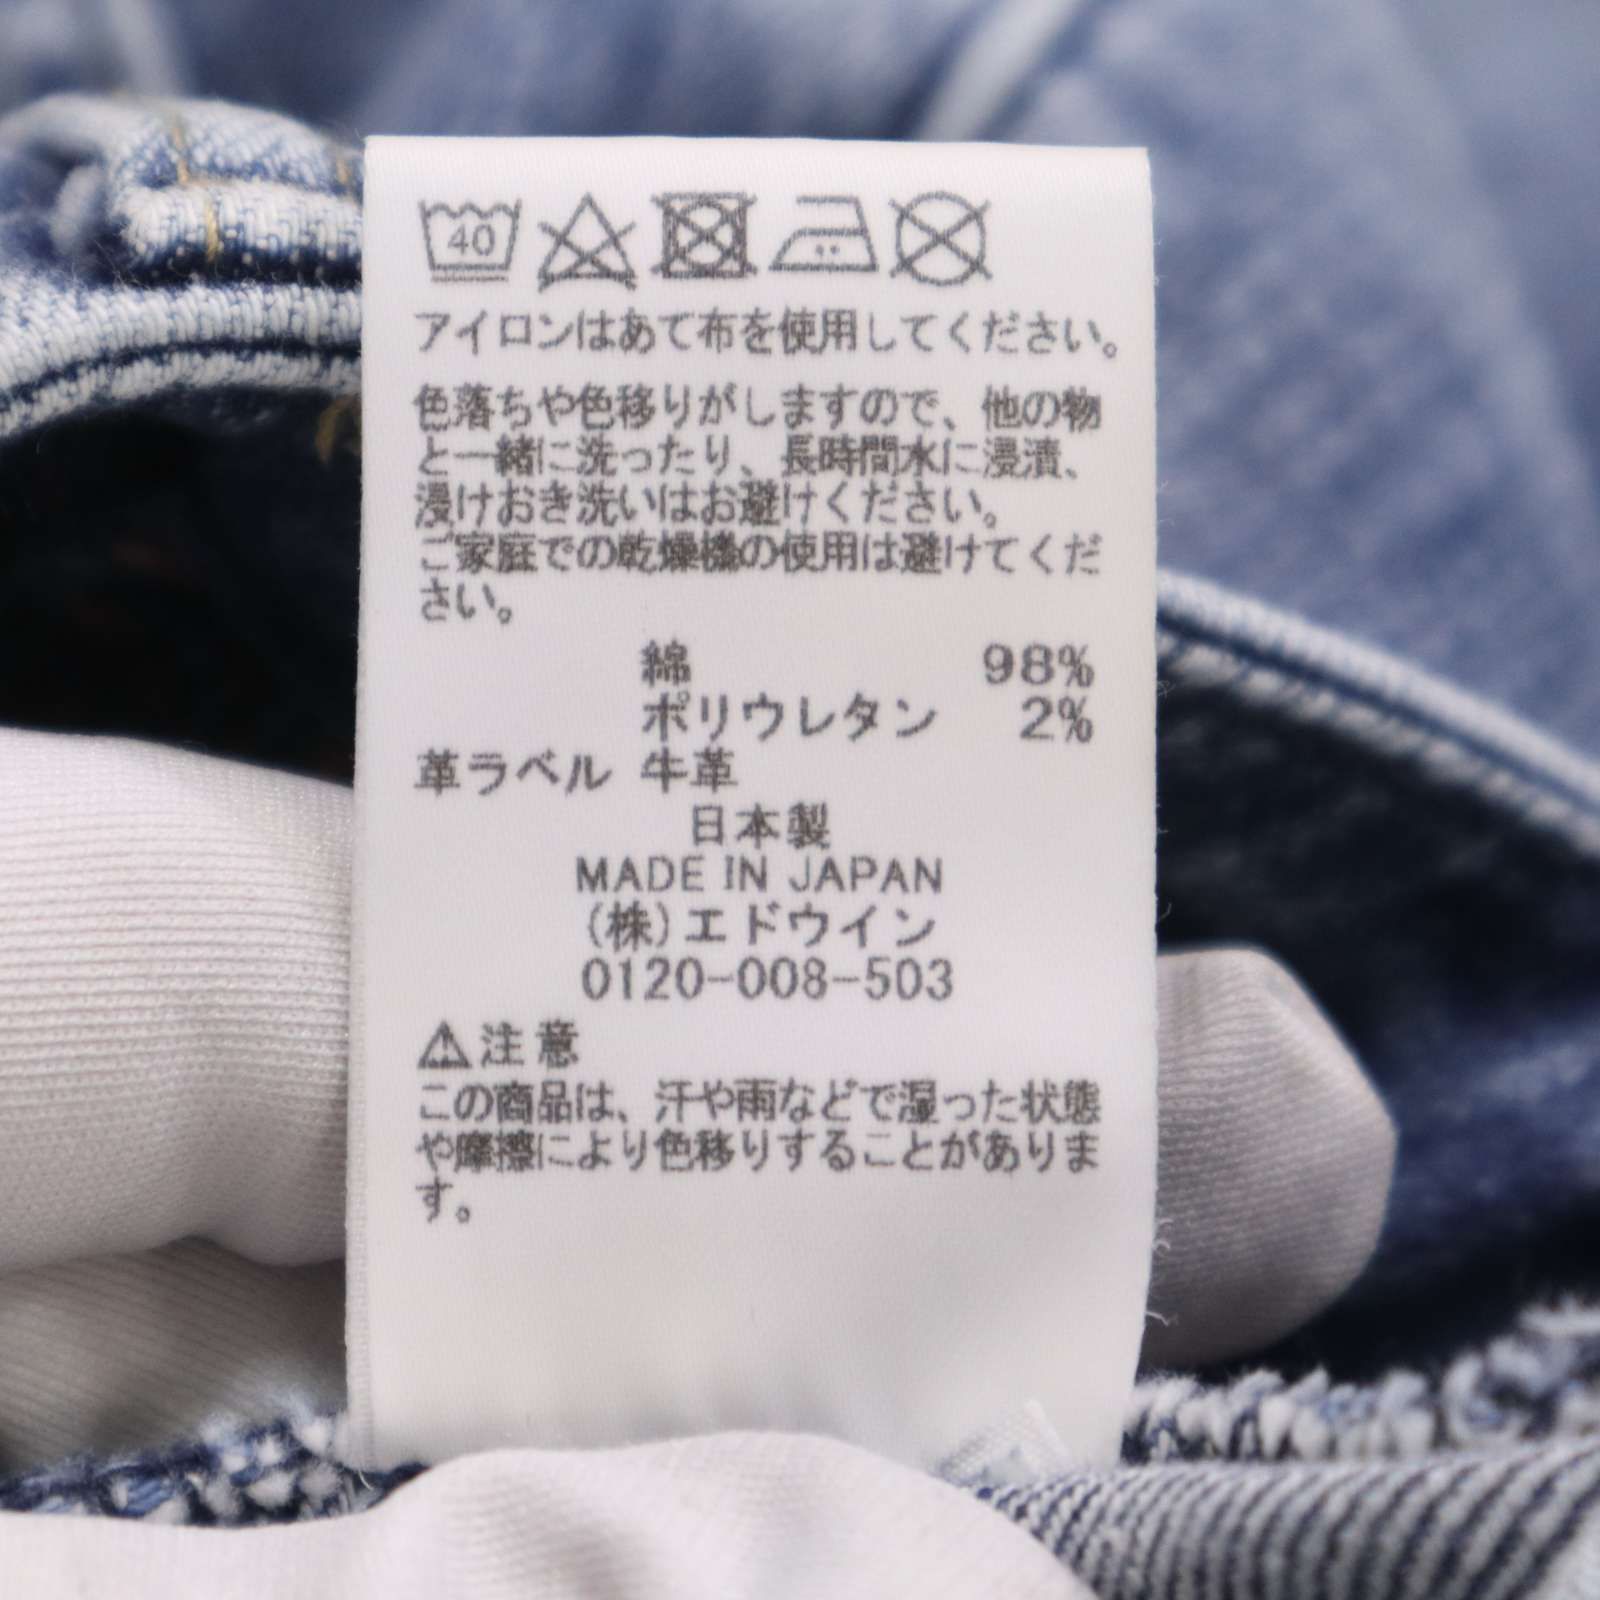 40
アイロンはあて布を使用してください。
色落ちや色移りがしますので、他の物
と一緒に洗ったり、長時間水に浸漬、
浸けおき洗いはお避けください。
ご家庭での乾燥機の使用は避けてくだ
さい。
綿 98%
ポリウレタン 2%
革ラベル 牛革
日本製
MADE IN JAPAN
(株)エドウイン
0120-008-503
⚠注意
この商品は、汗や雨などで湿った状態
や摩擦により色移りすることがありま
す。